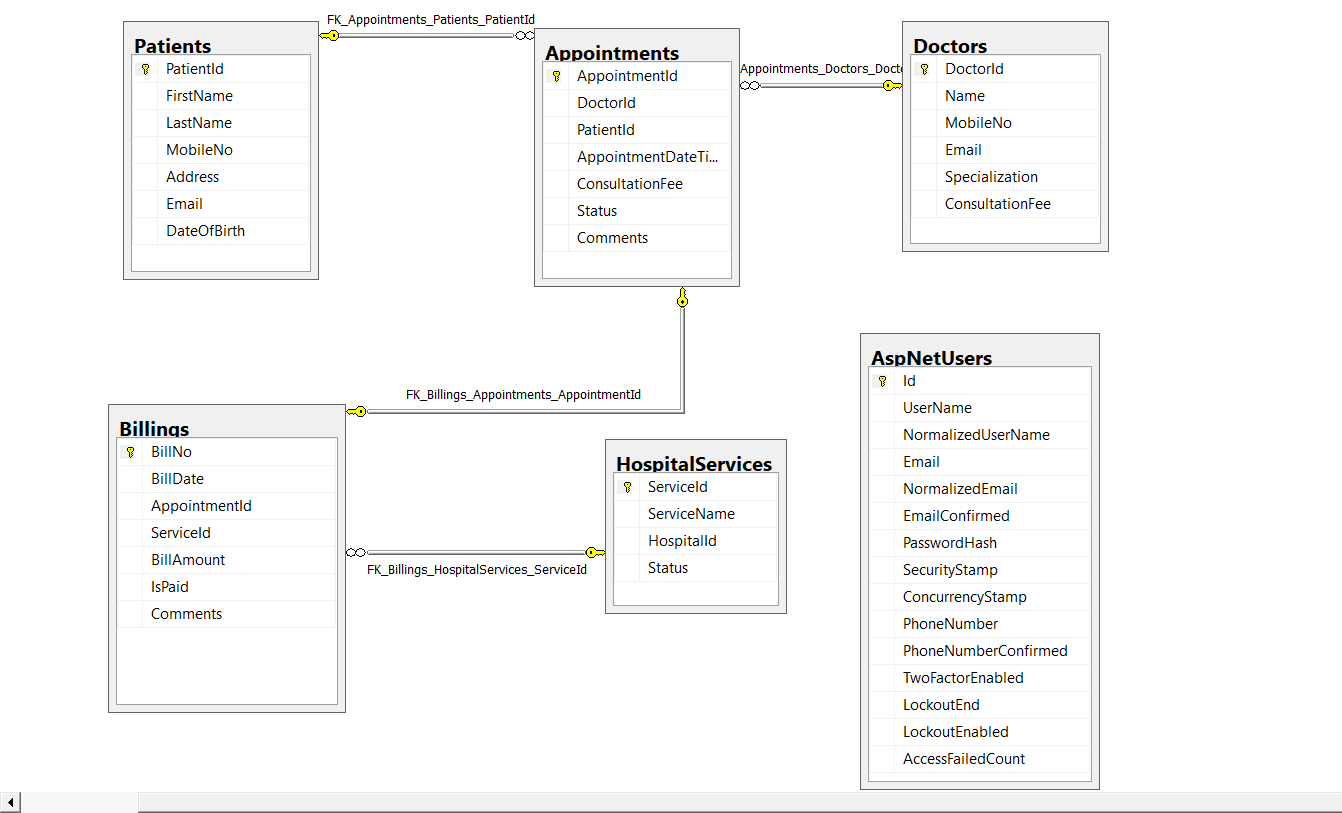 FK_Appointments_Patients_PatientId
Patients
PatientId
FirstName
LastName
MobileNo
Address
Email
DateOfBirth
Appointments
AppointmentId
DoctorId
PatientId
AppointmentDateTi...
ConsultationFee
Status
Comments
Appointments_Doctors_Docto
Doctors
DoctorId
Name
MobileNo
Email
Specialization
ConsultationFee
FK_Billings_Appointments_AppointmentId
Billings
BillNo
BillDate
AppointmentId
ServiceId
BillAmount
IsPaid
Comments
FK_Billings_HospitalServices_ServiceId
HospitalServices
ServiceId
ServiceName
HospitalId
Status
AspNetUsers
Id
UserName
NormalizedUserName
Email
NormalizedEmail
EmailConfirmed
PasswordHash
SecurityStamp
ConcurrencyStamp
PhoneNumber
PhoneNumberConfirmed
TwoFactorEnabled
LockoutEnd
LockoutEnabled
AccessFailedCount